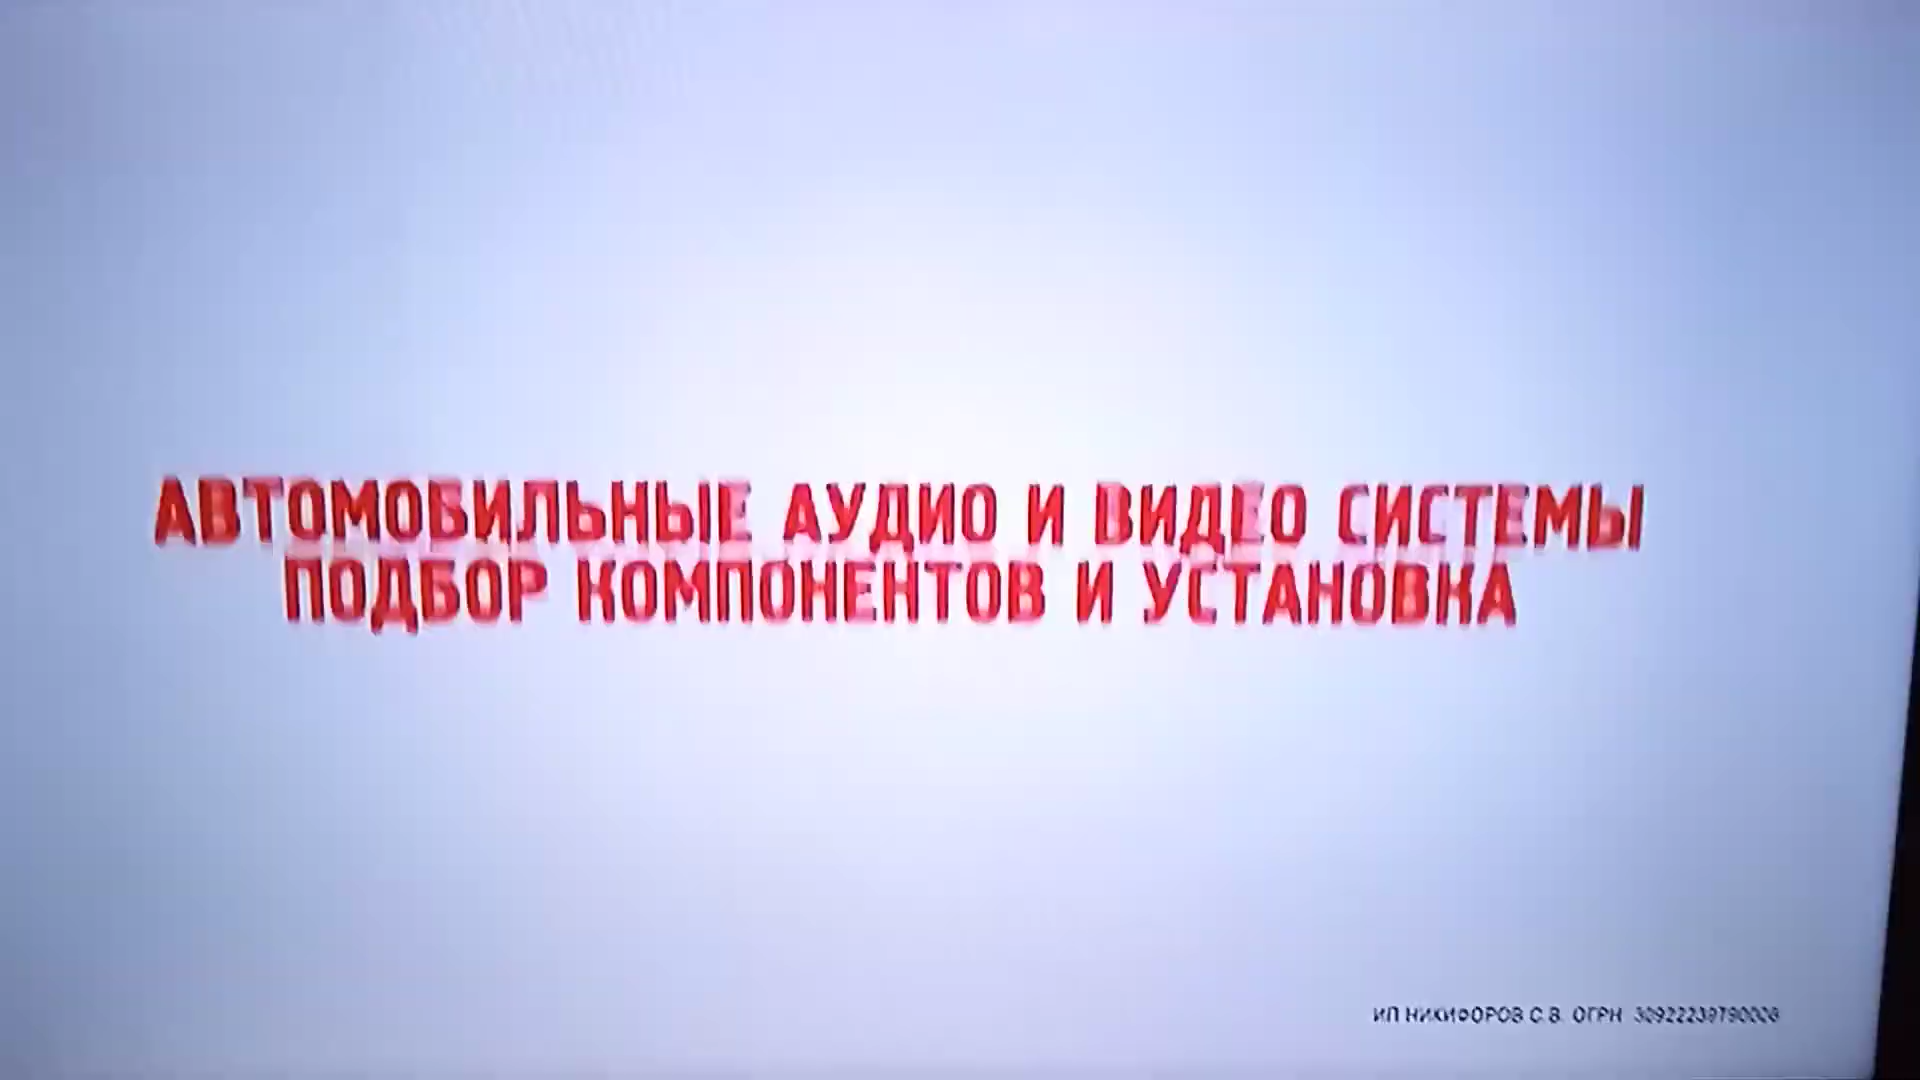 АВТОМОБИЛЬНЫЕ АУДИО И ВИДЕО СИСТЕМЫ
ПОДБОР КОМПОНЕНТОВ И УСТАНОВКА
ИП НИКИФОРОВ С.В. ОГРН